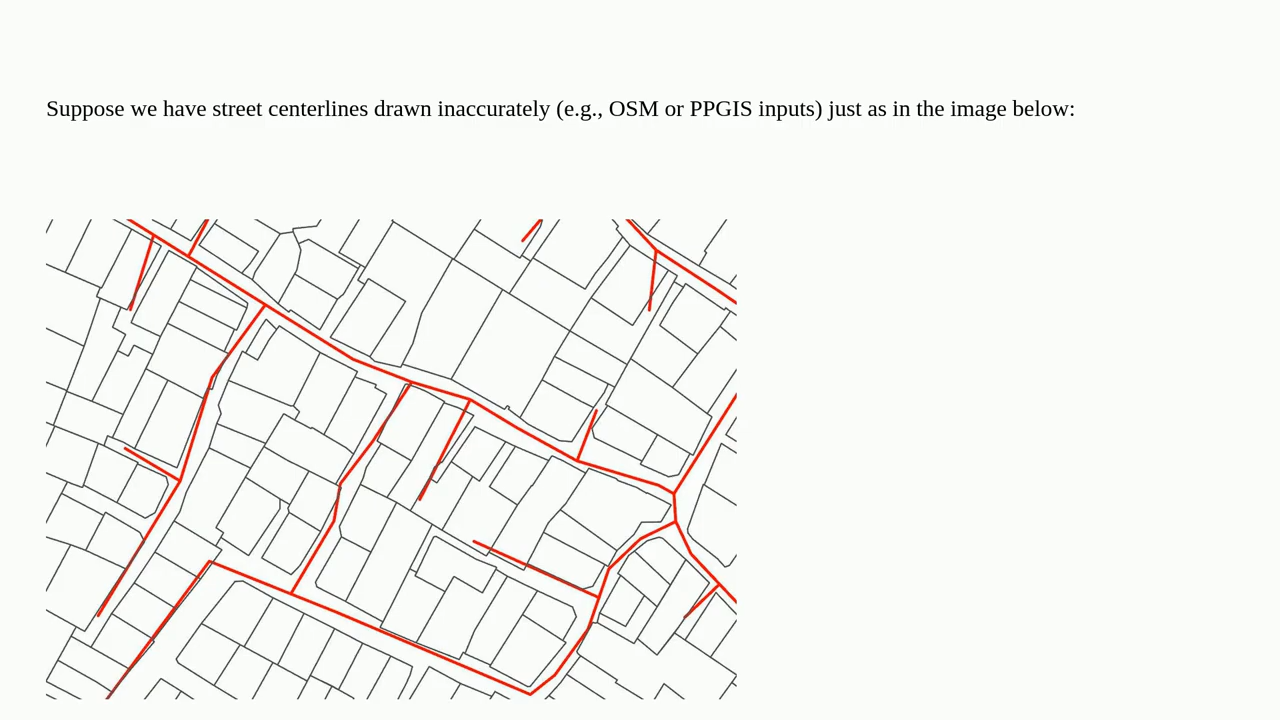 Suppose we have street centerlines drawn inaccurately (e.g., OSM or PPGIS inputs) just as in the image below: